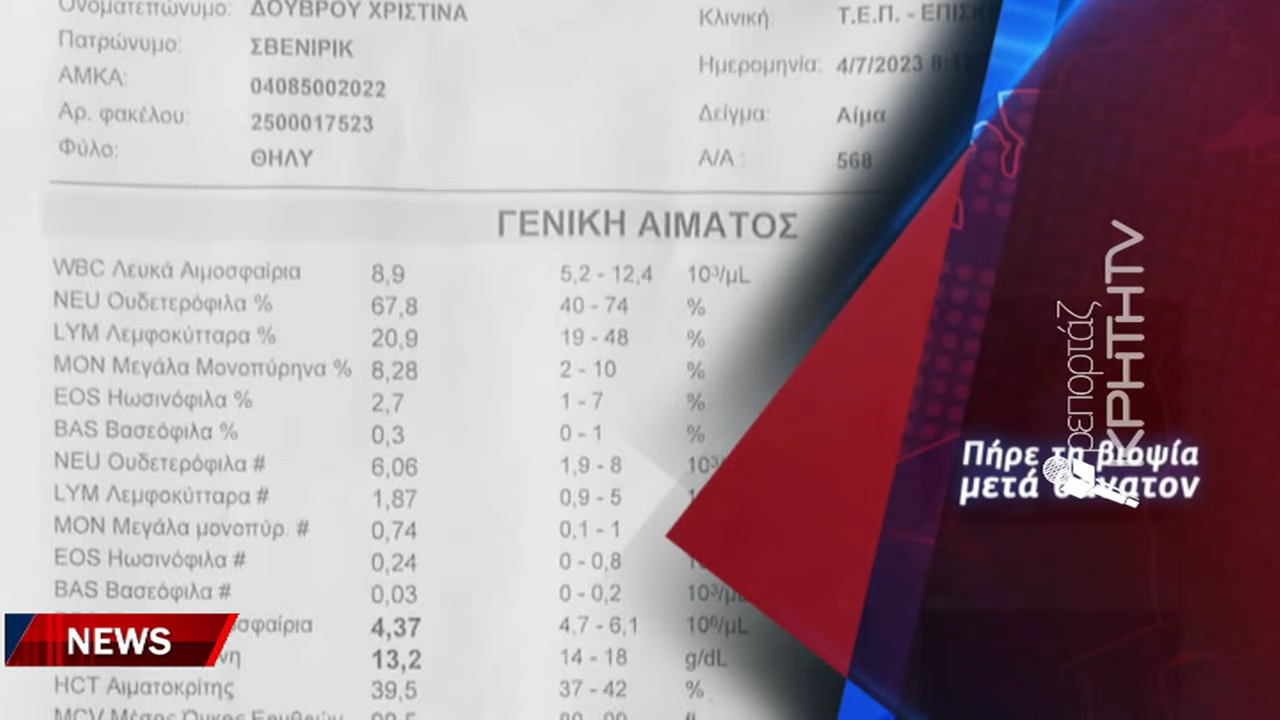 Ονοματεπώνυμο: ΔΟΥΒΡΟΥ ΧΡΙΣΤΙΝΑ
Πατρώνυμο: ΣΒΕΝΙΡΙΚ
ΑΜΚΑ: 04085002022
Αρ. φακέλου: 2500017523
Φύλο: ΘΗΛΥ
Κλινική: Τ.Ε.Π. -
Ημερομηνία: 4/7/2023
Δείγμα: Αίμα
Α/Α : 568
ΓΕΝΙΚΗ ΑΙΜΑΤΟΣ
WBC Λευκά Αιμοσφαίρια 8,9 5,2 - 12,4 10³/μL
NEU Ουδετερόφιλα % 67,8 40 - 74 %
LYM Λεμφοκύτταρα % 20,9 19 - 48 %
MON Μεγάλα Μονοπύρηνα % 8,28 2 - 10 %
EOS Ηωσινόφιλα % 2,7 1 - 7 %
BAS Βασεόφιλα % 0,3 0 - 1 %
NEU Ουδετερόφιλα # 6,06 1,9 - 8
LYM Λεμφοκύτταρα # 1,87 0,9 - 5
MON Μεγάλα μονοπύρ. # 0,74 0,1 - 1
EOS Ηωσινόφιλα # 0,24 0 - 0,8
BAS Βασεόφιλα # 0,03 0 - 0,2
4,37 4,7 - 6,1 10⁶/μL
13,2 14 - 18 g/dL
HCT Αιματοκρίτης 39,5 37 - 42 %
NEWS
ρεπορτάζ
ΚΡΗΤΗTV
Πήρε τη βιοψία
μετά